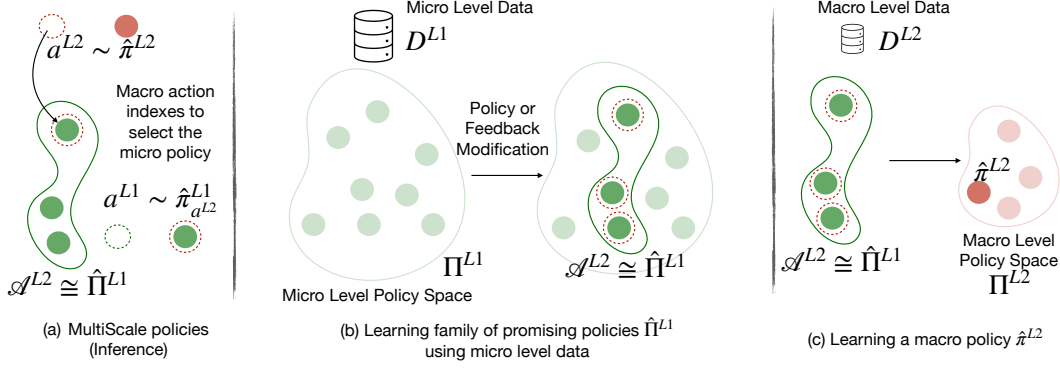 a^{L2} ∼ π̂^{L2}
Macro action
indexes to
select the
micro policy
a^{L1} ∼ π̂^{L1}_{a^{L2}}
𝒜^{L2} ≅ Π̂^{L1}
(a) MultiScale policies
(Inference)
Micro Level Data
D^{L1}
Policy or
Feedback
Modification
Π^{L1}
Micro Level Policy Space
𝒜^{L2} ≅ Π̂^{L1}
(b) Learning family of promising policies Π̂^{L1}
using micro level data
Macro Level Data
D^{L2}
π̂^{L2}
𝒜^{L2} ≅ Π̂^{L1}
Macro Level
Policy Space
Π^{L2}
(c) Learning a macro policy π̂^{L2}